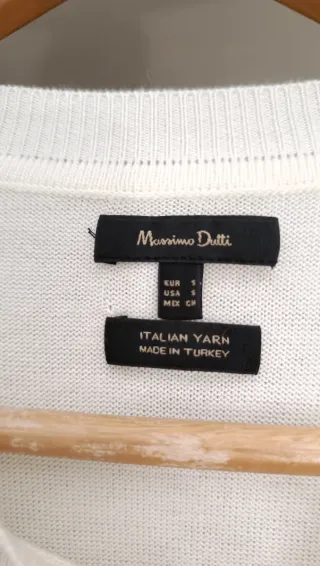 Massimo Dutti
EUR S
USA S
MEX CH
ITALIAN YARN
MADE IN TURKEY